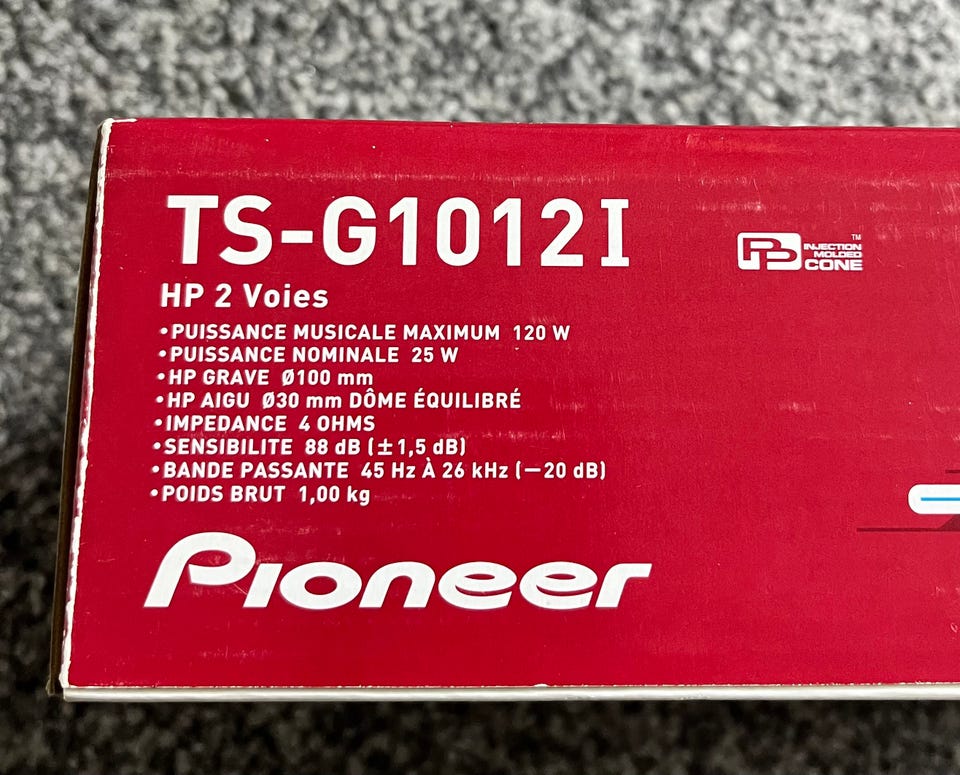 TS-G1012I
INJECTION
MOLDED
CONE
™
HP 2 Voies
•PUISSANCE MUSICALE MAXIMUM 120 W
•PUISSANCE NOMINALE 25 W
•HP GRAVE Ø100 mm
•HP AIGU Ø30 mm DÔME ÉQUILIBRÉ
•IMPEDANCE 4 OHMS
•SENSIBILITE 88 dB (±1,5 dB)
•BANDE PASSANTE 45 Hz À 26 kHz (−20 dB)
•POIDS BRUT 1,00 kg
Pioneer